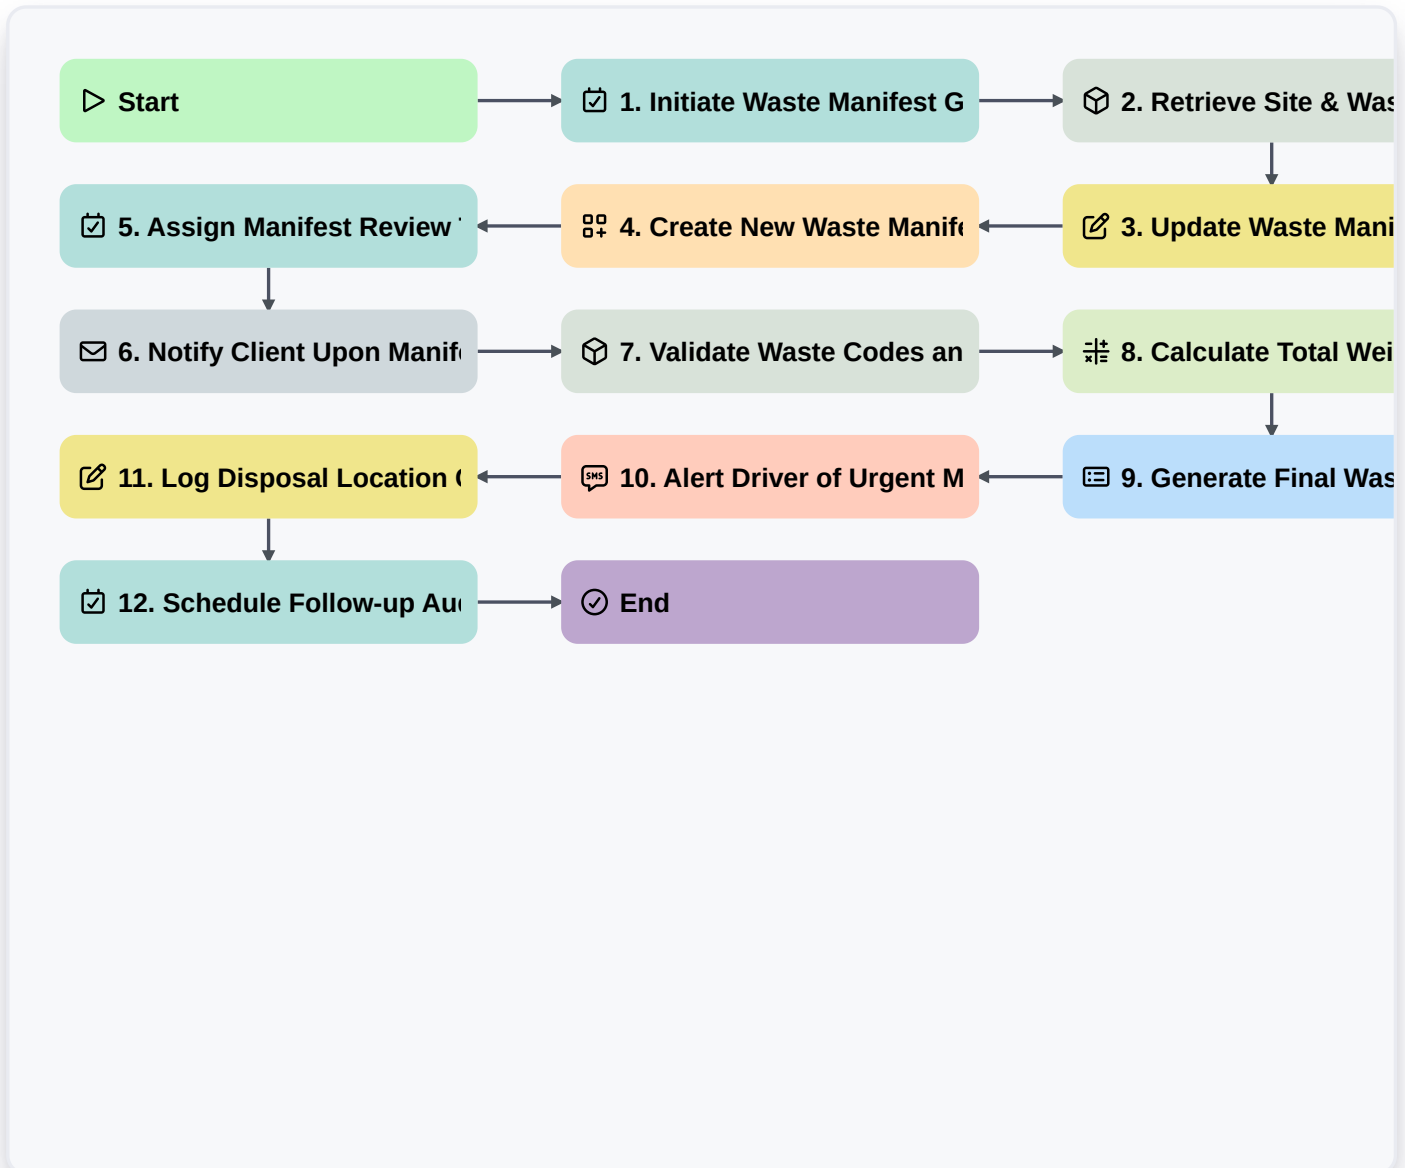 Start
1. Initiate Waste Manifest G
2. Retrieve Site & Was
5. Assign Manifest Review
4. Create New Waste Manife
3. Update Waste Mani
6. Notify Client Upon Manif
7. Validate Waste Codes an
8. Calculate Total Wei
11. Log Disposal Location
10. Alert Driver of Urgent M
SMS
9. Generate Final Was
12. Schedule Follow-up Au
End